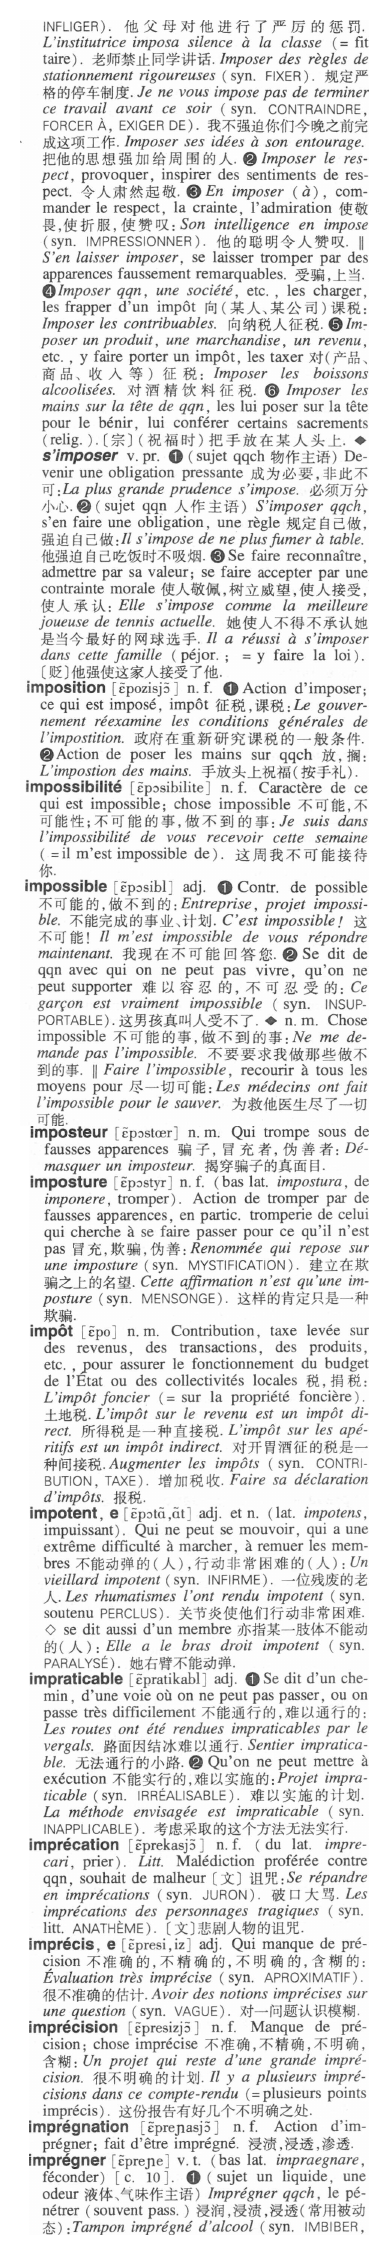 INFLIGER). 他父母对他进行了严厉的惩罚.
L'institutrice imposa silence à la classe (= fit
taire). 老师禁止同学讲话. Imposer des règles de
stationnement rigoureuses (syn. FIXER). 规定严
格的停车制度. Je ne vous impose pas de terminer
ce travail avant ce soir (syn. CONTRAINDRE,
FORCER À, EXIGER DE). 我不强迫你们今晚之前完
成这项工作. Imposer ses idées à son entourage.
把他的思想强加给周围的人. ❷ Imposer le res-
pect, provoquer, inspirer des sentiments de res-
pect. 令人肃然起敬. ❸ En imposer (à), com-
mander le respect, la crainte, l'admiration 使敬
畏,使折服,使赞叹: Son intelligence en impose
(syn. IMPRESSIONNER). 他的聪明令人赞叹. ‖
S'en laisser imposer, se laisser tromper par des
apparences faussement remarquables. 受骗,上当.
❹ Imposer qqn, une société, etc., les charger,
les frapper d'un impôt 向(某人、某公司)课税:
Imposer les contribuables. 向纳税人征税. ❺ Im-
poser un produit, une marchandise, un revenu,
etc., y faire porter un impôt, les taxer 对(产品、
商品、收入等)征税: Imposer les boissons
alcoolisées. 对酒精饮料征税. ❻ Imposer les
mains sur la tête de qqn, les lui poser sur la tête
pour le bénir, lui conférer certains sacrements
(relig.). [宗](祝福时)把手放在某人头上. ◆
s'imposer v. pr. ❶ (sujet qqch 物作主语) De-
venir une obligation pressante 成为必要,非此不
可: La plus grande prudence s'impose. 必须万分
小心. ❷ (sujet qqn 人作主语) S'imposer qqch,
s'en faire une obligation, une règle 规定自己做,
强迫自己做: Il s'impose de ne plus fumer à table.
他强迫自己吃饭时不吸烟. ❸ Se faire reconnaître,
admettre par sa valeur; se faire accepter par une
contrainte morale 使人敬佩,树立威望,使人接受,
使人承认: Elle s'impose comme la meilleure
joueuse de tennis actuelle. 她使人不得不承认她
是当今最好的网球选手. Il a réussi à s'imposer
dans cette famille (péjor.; = y faire la loi).
[贬]他强使这家人接受了他.
imposition [ɛ̃pozisjɔ̃] n. f. ❶ Action d'imposer;
ce qui est imposé, impôt 征税,课税: Le gouver-
nement réexamine les conditions générales de
l'impostition. 政府在重新研究课税的一般条件.
❷ Action de poser les mains sur qqch 放,搁:
L'impostion des mains. 手放头上祝福(按手礼).
impossibilité [ɛ̃pɔsibilite] n. f. Caractère de ce
qui est impossible; chose impossible 不可能,不
可能性;不可能的事,做不到的事: Je suis dans
l'impossibilité de vous recevoir cette semaine
(=il m'est impossible de). 这周我不可能接待
你.
impossible [ɛ̃pɔsibl] adj. ❶ Contr. de possible
不可能的,做不到的: Entreprise, projet impossi-
ble. 不能完成的事业、计划. C'est impossible! 这
不可能! Il m'est impossible de vous répondre
maintenant. 我现在不可能回答您. ❷ Se dit de
qqn avec qui on ne peut pas vivre, qu'on ne
peut supporter 难以容忍的,不可忍受的: Ce
garçon est vraiment impossible (syn. INSUP-
PORTABLE). 这男孩真叫人受不了. ◆ n. m. Chose
impossible 不可能的事,做不到的事: Ne me de-
mande pas l'impossible. 不要要求我做那些做不
到的事. ‖ Faire l'impossible, recourir à tous les
moyens pour 尽一切可能: Les médecins ont fait
l'impossible pour le sauver. 为救他医生尽了一切
可能.
imposteur [ɛ̃pɔstœr] n. m. Qui trompe sous de
fausses apparences 骗子,冒充者,伪善者: Dé-
masquer un imposteur. 揭穿骗子的真面目.
imposture [ɛ̃pɔstyr] n. f. (bas lat. impostura, de
imponere, tromper). Action de tromper par de
fausses apparences, en partic. tromperie de celui
qui cherche à se faire passer pour ce qu'il n'est
pas 冒充,欺骗,伪善: Renommée qui repose sur
une imposture (syn. MYSTIFICATION). 建立在欺
骗之上的名望. Cette affirmation n'est qu'une im-
posture (syn. MENSONGE). 这样的肯定只是一种
欺骗.
impôt [ɛ̃po] n. m. Contribution, taxe levée sur
des revenus, des transactions, des produits,
etc., pour assurer le fonctionnement du budget
de l'État ou des collectivités locales 税,捐税:
L'impôt foncier (= sur la propriété foncière).
土地税. L'impôt sur le revenu est un impôt di-
rect. 所得税是一种直接税. L'impôt sur les apé-
ritifs est un impôt indirect. 对开胃酒征的税是一
种间接税. Augmenter les impôts (syn. CONTRI-
BUTION, TAXE). 增加税收. Faire sa déclaration
d'impôts. 报税.
impotent, e [ɛ̃pɔtɑ̃, ɑ̃t] adj. et n. (lat. impotens,
impuissant). Qui ne peut se mouvoir, qui a une
extrême difficulté à marcher, à remuer les mem-
bres 不能动弹的(人),行动非常困难的(人): Un
vieillard impotent (syn. INFIRME). 一位残废的老
人. Les rhumatismes l'ont rendu impotent (syn.
soutenu PERCLUS). 关节炎使他们行动非常困难.
◇ se dit aussi d'un membre 亦指某一肢体不能动
的(人): Elle a le bras droit impotent (syn.
PARALYSÉ). 她右臂不能动弹.
impraticable [ɛ̃pratikabl] adj. ❶ Se dit d'un che-
min, d'une voie où on ne peut pas passer, ou on
passe très difficilement 不能通行的,难以通行的:
Les routes ont été rendues impraticables par le
vergals. 路面因结冰难以通行. Sentier impratica-
ble. 无法通行的小路. ❷ Qu'on ne peut mettre à
exécution 不能实行的,难以实施的: Projet impra-
ticable (syn. IRRÉALISABLE). 难以实施的计划.
La méthode envisagée est impraticable (syn.
INAPPLICABLE). 考虑采取的这个方法无法实行.
imprécation [ɛ̃prekasjɔ̃] n. f. (du lat. impre-
cari, prier). Litt. Malédiction proférée contre
qqn, souhait de malheur [文] 诅咒: Se répandre
en imprécations (syn. JURON). 破口大骂. Les
imprécations des personnages tragiques (syn.
litt. ANATHÈME). [文]悲剧人物的诅咒.
imprécis, e [ɛ̃presi, iz] adj. Qui manque de pré-
cision 不准确的,不精确的,不明确的,含糊的:
Évaluation très imprécise (syn. APROXIMATIF).
很不准确的估计. Avoir des notions imprécises sur
une question (syn. VAGUE). 对一问题认识模糊.
imprécision [ɛ̃presizjɔ̃] n. f. Manque de pré-
cision; chose imprécise 不准确,不精确,不明确,
含糊: Un projet qui reste d'une grande impré-
cision. 很不明确的计划. Il y a plusieurs impré-
cisions dans ce compte-rendu (=plusieurs points
imprécis). 这份报告有好几个不明确之处.
imprégnation [ɛ̃preɲasjɔ̃] n. f. Action d'im-
prégner; fait d'être imprégné. 浸渍,浸透,渗透.
imprégner [ɛ̃preɲe] v. t. (bas lat. impraegnare,
féconder) [c. 10]. ❶ (sujet un liquide, une
odeur 液体、气味作主语) Imprégner qqch, le pé-
nétrer (souvent pass.) 浸润,浸渍,浸透(常用被动
态): Tampon imprégné d'alcool (syn. IMBIBER,